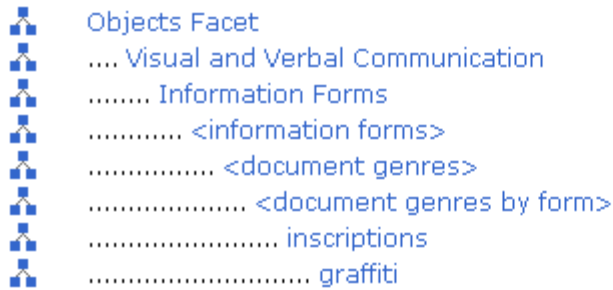 Objects Facet
.... Visual and Verbal Communication
........ Information Forms
............ <information forms>
................ <document genres>
.................... <document genres by form>
........................ inscriptions
............................ graffiti